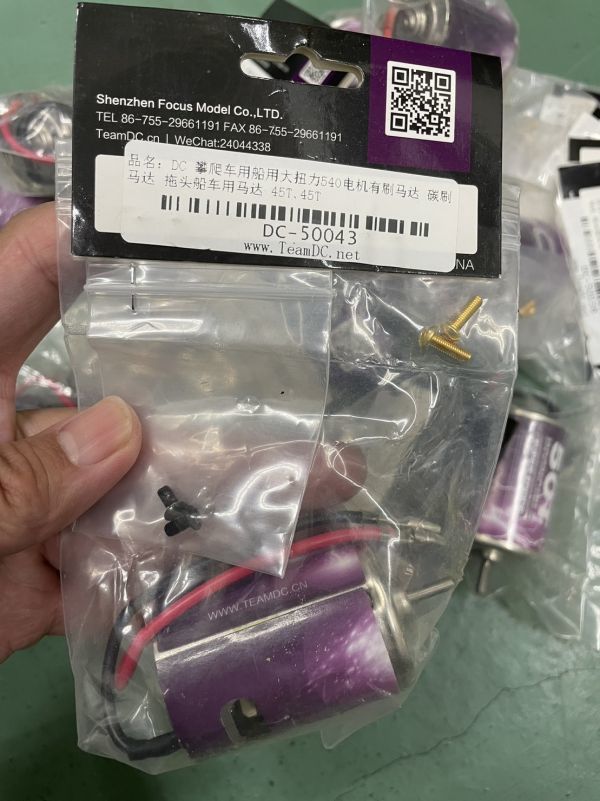 Shenzhen Focus Model Co.,LTD.
TEL 86-755-29661191 FAX 86-755-29661191
TeamDC.cn | WeChat:24044338
品名：DC 攀爬车用船用大扭力540电机有刷马达 碳刷
马达 拖头船车用马达 45T、45T
DC-50043
www.TeamDC.net
NA
WWW.TEAMDC.CN